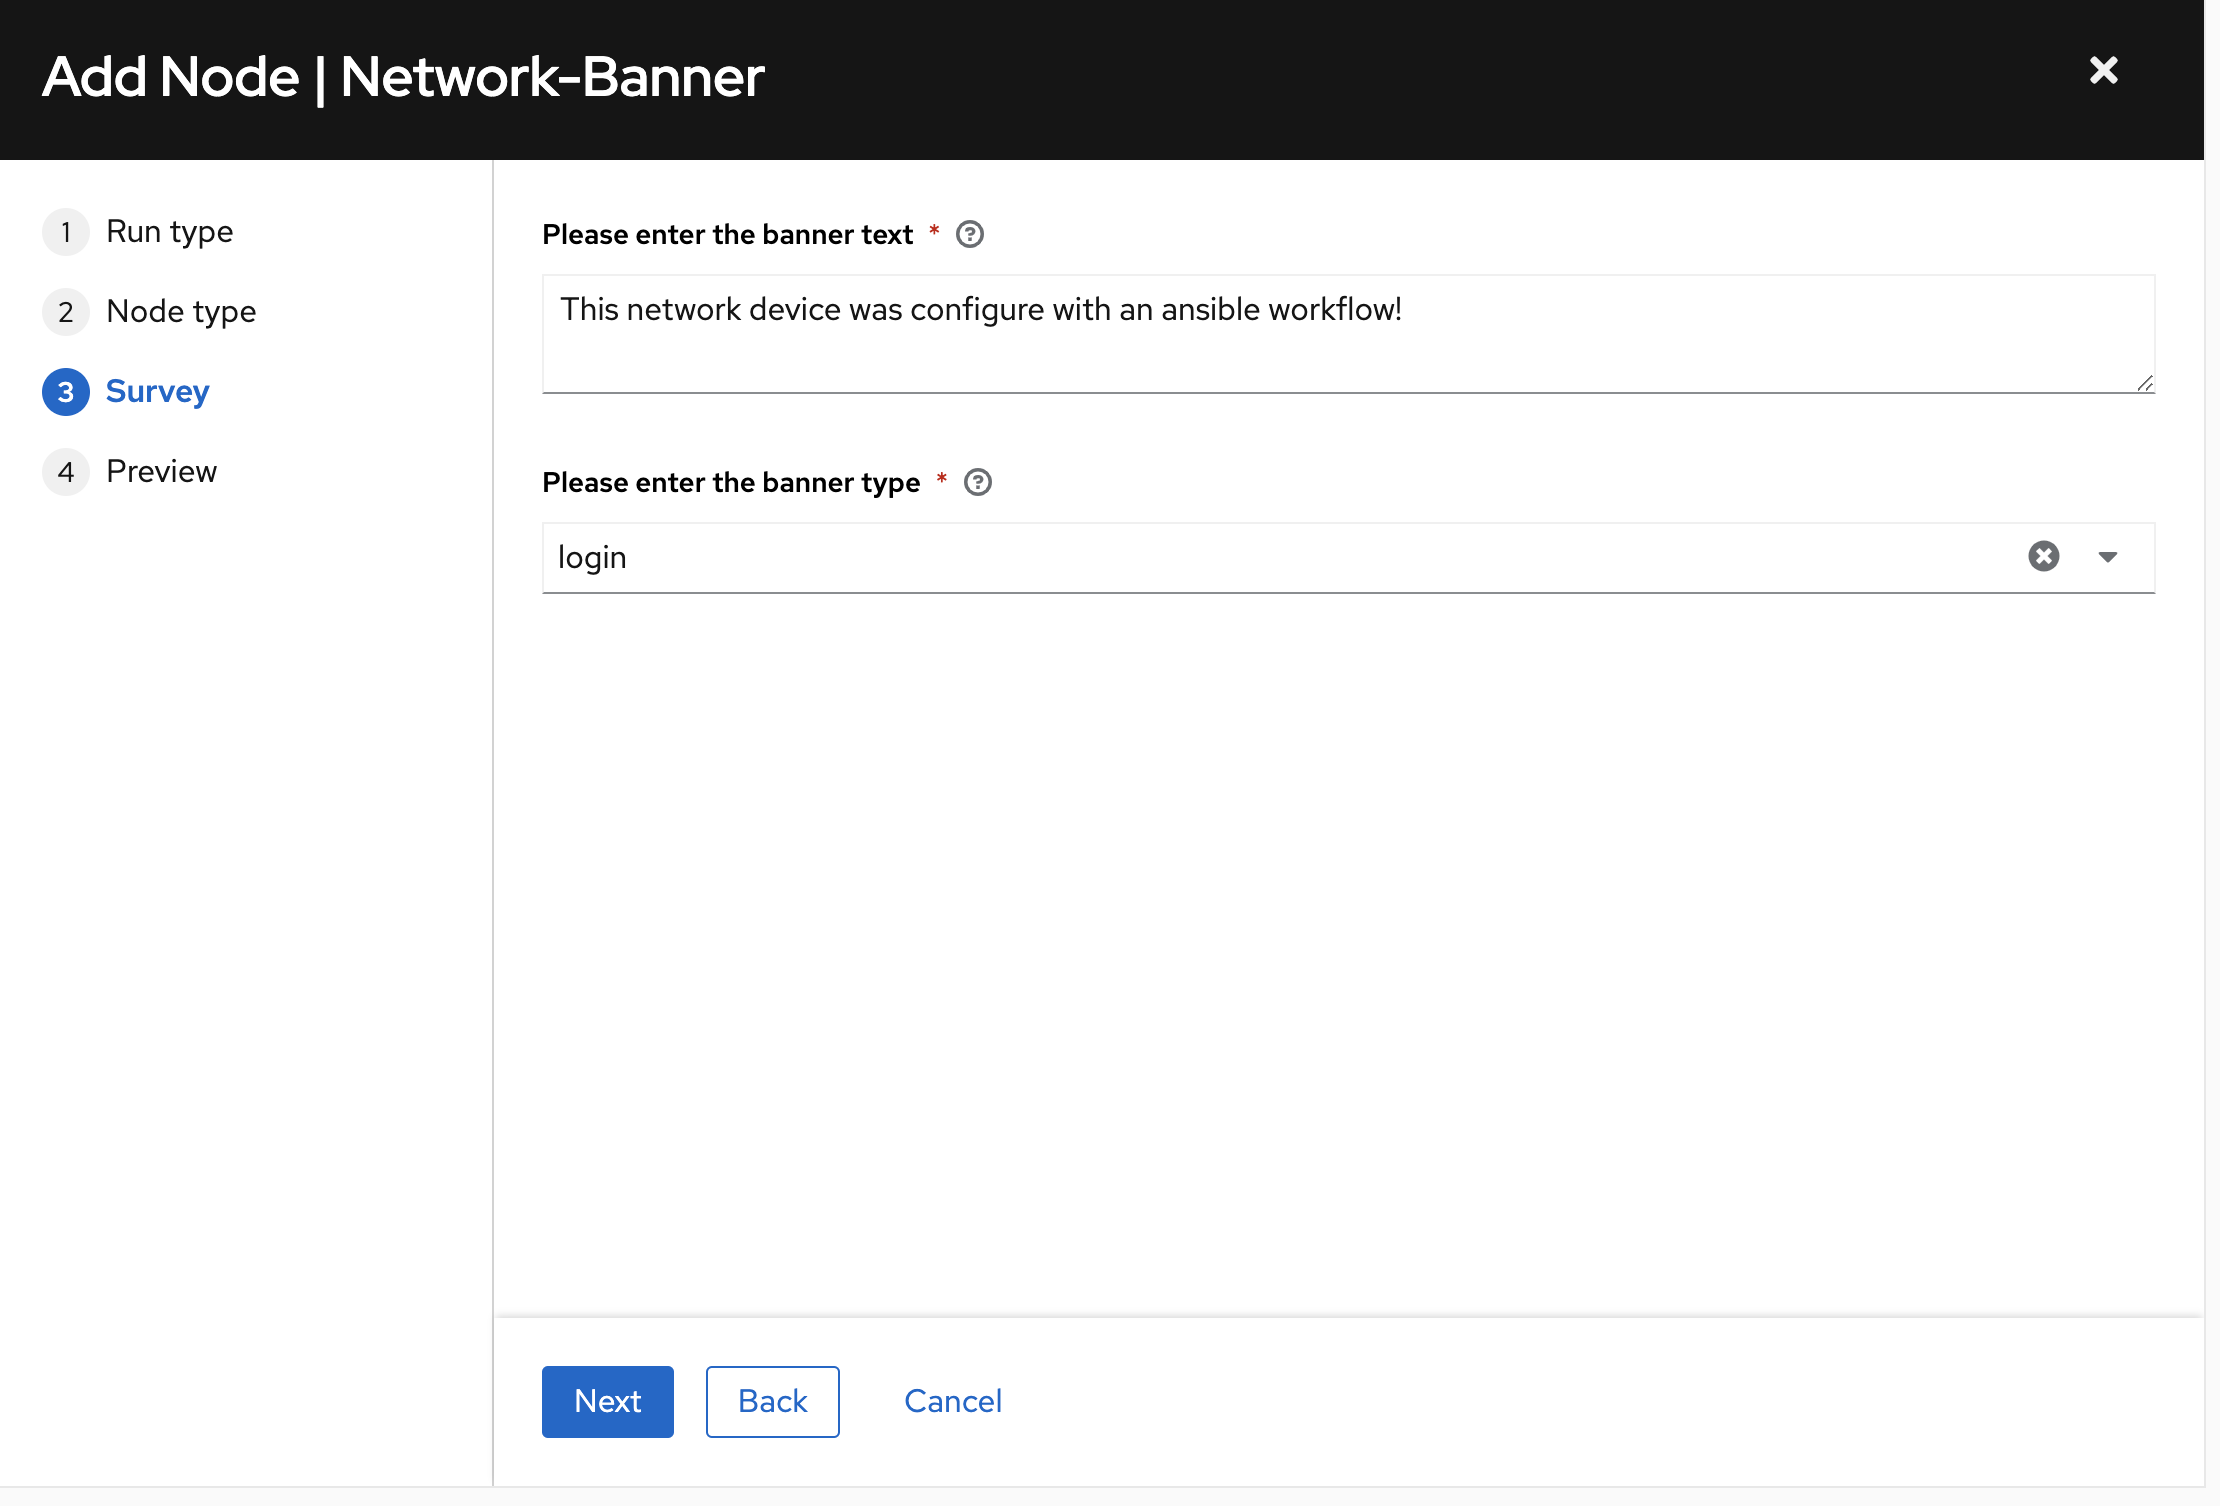 Add Node | Network-Banner
1 Run type
2 Node type
3 Survey
4 Preview
Please enter the banner text *
This network device was configure with an ansible workflow!
Please enter the banner type *
login
Next Back Cancel